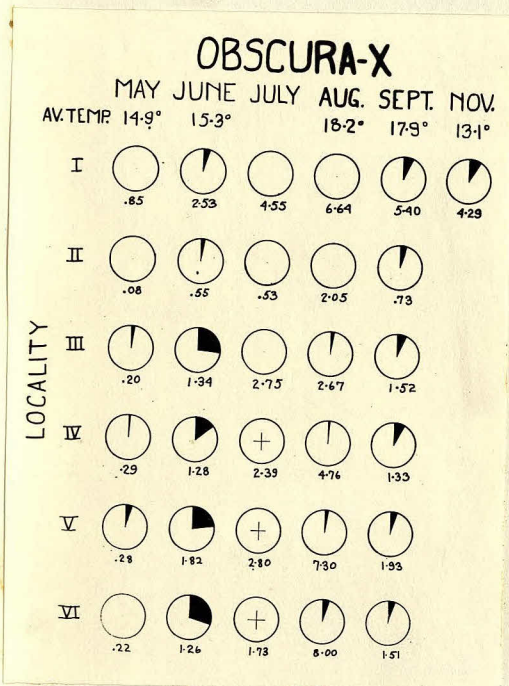 OBSCURA-X
MAY JUNE JULY AUG. SEPT. NOV.
AV. TEMP. 14.9° 15.3° 18.2° 17.9° 13.1°
LOCALITY
I
.85 2.53 4.55 6.64 5.40 4.29
II
.08 .55 .53 2.05 .73
III
.20 1.34 2.75 2.67 1.52
IV
.29 1.28 2.39 4.76 1.33
V
.28 1.82 2.80 7.30 1.93
VI
.22 1.26 1.73 8.00 1.51